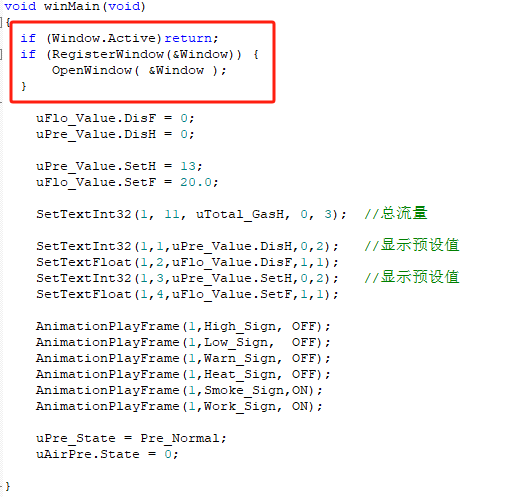 void winMain(void)
{
if (Window.Active)return;
if (RegisterWindow(&Window)) {
OpenWindow( &Window );
}
uFlo_Value.DisF = 0;
uPre_Value.DisH = 0;
uPre_Value.SetH = 13;
uFlo_Value.SetF = 20.0;
SetTextInt32(1, 11, uTotal_GasH, 0, 3);  //总流量
SetTextInt32(1,1,uPre_Value.DisH,0,2);   //显示预设值
SetTextFloat(1,2,uFlo_Value.DisF,1,1);
SetTextInt32(1,3,uPre_Value.SetH,0,2);   //显示预设值
SetTextFloat(1,4,uFlo_Value.SetF,1,1);
AnimationPlayFrame(1,High_Sign, OFF);
AnimationPlayFrame(1,Low_Sign,  OFF);
AnimationPlayFrame(1,Warn_Sign, OFF);
AnimationPlayFrame(1,Heat_Sign, OFF);
AnimationPlayFrame(1,Smoke_Sign,ON);
AnimationPlayFrame(1,Work_Sign, ON);
uPre_State = Pre_Normal;
uAirPre.State = 0;
}